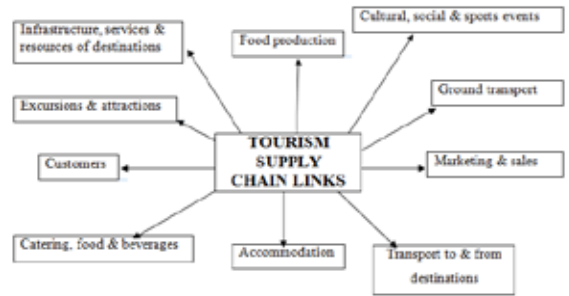 Cultural, social & sports events
Infrastructure, services &
resources of destinations
Food production
Ground transport
Excursions & attractions
TOURISM
SUPPLY
CHAIN LINKS
Customers
Marketing & sales
Catering, food & beverages
Accommodation
Transport to & from
destinations